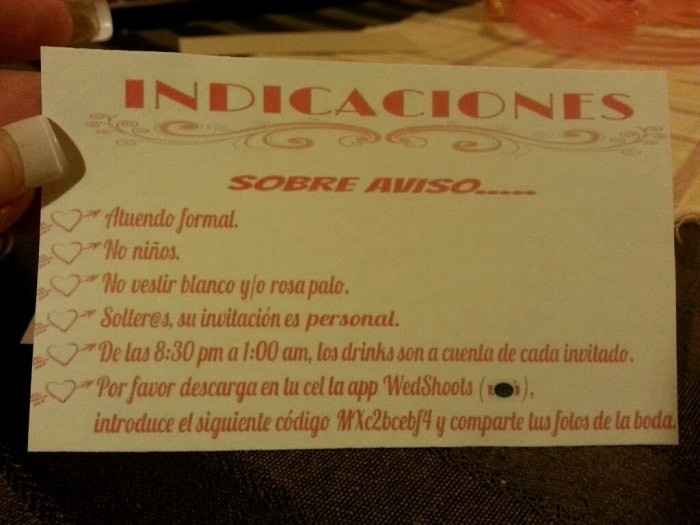 INDICACIONES
SOBRE AVISO.....
Atuendo formal.
No niños.
No vestir blanco y/o rosa palo.
Solter@s, su invitación es personal.
De las 8:30 pm a 1:00 am, los drinks son a cuenta de cada invitado.
Por favor descarga en tu cel la app WedShoots (),
introduce el siguiente código MXc2bcebf4 y comparte tus fotos de la boda.